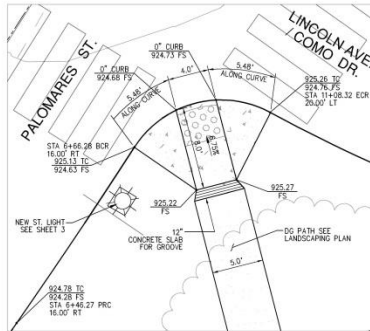 LINCOLN AVE
/COMO DR.
PALOMARES ST.
0" CURB
924.73 FS
0" CURB
924.68 FS
4.0'
5.48'
ALONG CURVE
5.48'
ALONG CURVE
925.26 TC
924.76 FS
STA 11+08.32 ECR
20.00' LT
STA 6+66.28 BCR
16.00' RT
925.13 TC
924.63 FS
8.0'
6.75%
925.22
FS
925.27
FS
NEW ST. LIGHT
SEE SHEET 3
12"
CONCRETE SLAB
FOR GROOVE
DG PATH SEE
LANDSCAPING PLAN
5.0'
924.78 TC
924.28 FS
STA 6+46.27 PRC
16.00' RT